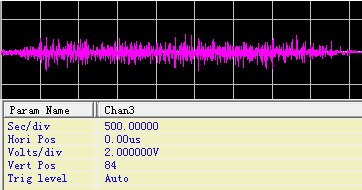 Param Name Chan3
Sec/div 500.00000
Hori Pos 0.00us
Volts/div 2.000000V
Vert Pos 84
Trig level Auto